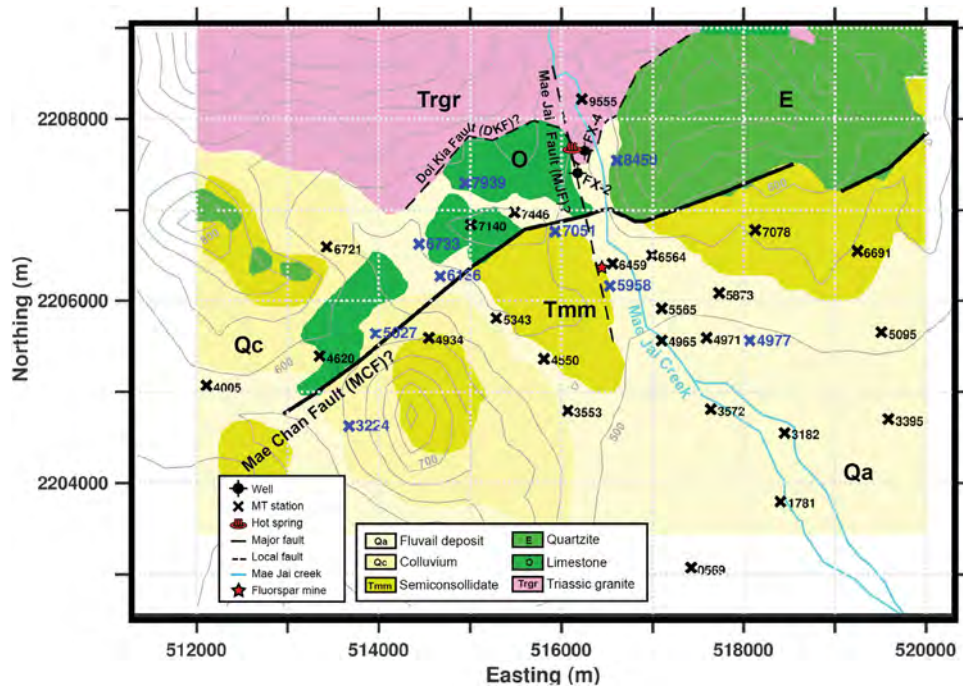 Trgr
E
O
Doi Kia Fault (DKF)?
Mae Jai Fault (MJF)?
FX-4
FX-2
9555
8459
7939
7446
7140
7051
7078
6721
6733
6691
6459
6564
5958
5873
5343
Tmm
5565
5095
Qc
4934
4620
4550
4965
4971
4977
4005
600
Mae Chan Fault (MCF)?
Mae Jai Creek
3553
3572
3395
3224
3182
500
700
Qa
1781
0569
Well
MT station
Hot spring
Major fault
Local fault
Mae Jai creek
Fluorspar mine
Qa Fluvail deposit
Qc Colluvium
Tmm Semiconsollidate
E Quartzite
O Limestone
Trgr Triassic granite
2208000
2206000
2204000
Northing (m)
512000 514000 516000 518000 520000
Easting (m)